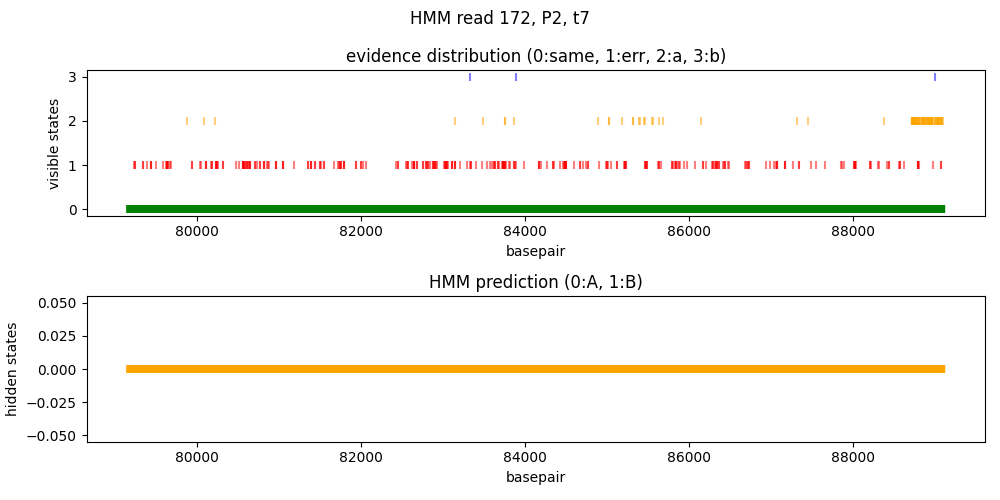 HMM read 172, P2, t7
evidence distribution (0:same, 1:err, 2:a, 3:b)
3
2
1
0
visible states
80000 82000 84000 86000 88000
basepair
HMM prediction (0:A, 1:B)
0.050
0.025
0.000
−0.025
−0.050
hidden states
80000 82000 84000 86000 88000
basepair